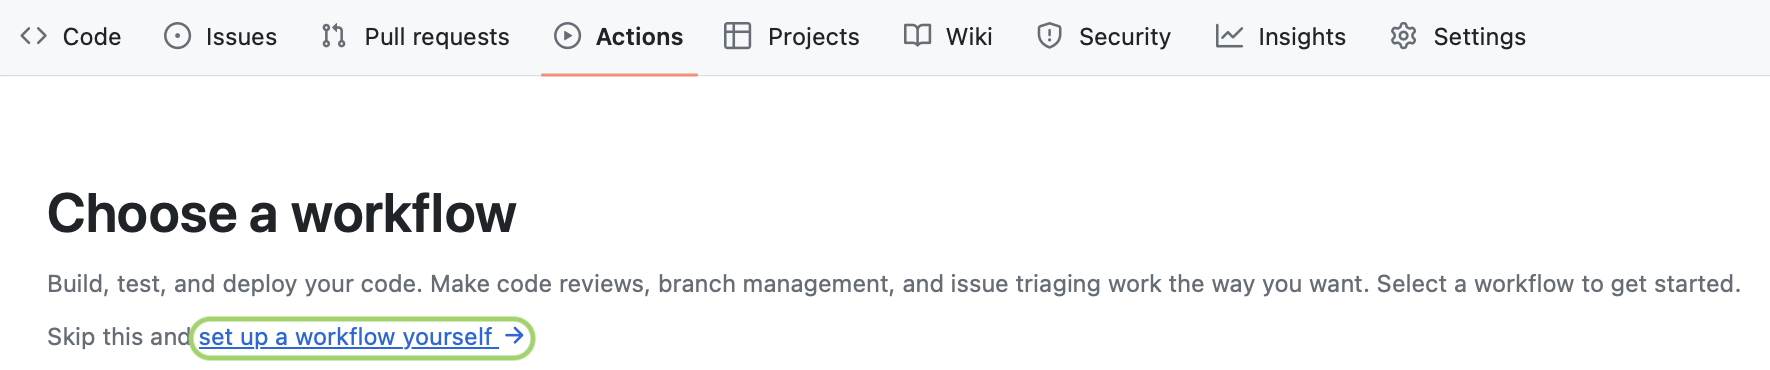 Code Issues Pull requests Actions Projects Wiki Security Insights Settings
Choose a workflow
Build, test, and deploy your code. Make code reviews, branch management, and issue triaging work the way you want. Select a workflow to get started.
Skip this and set up a workflow yourself →